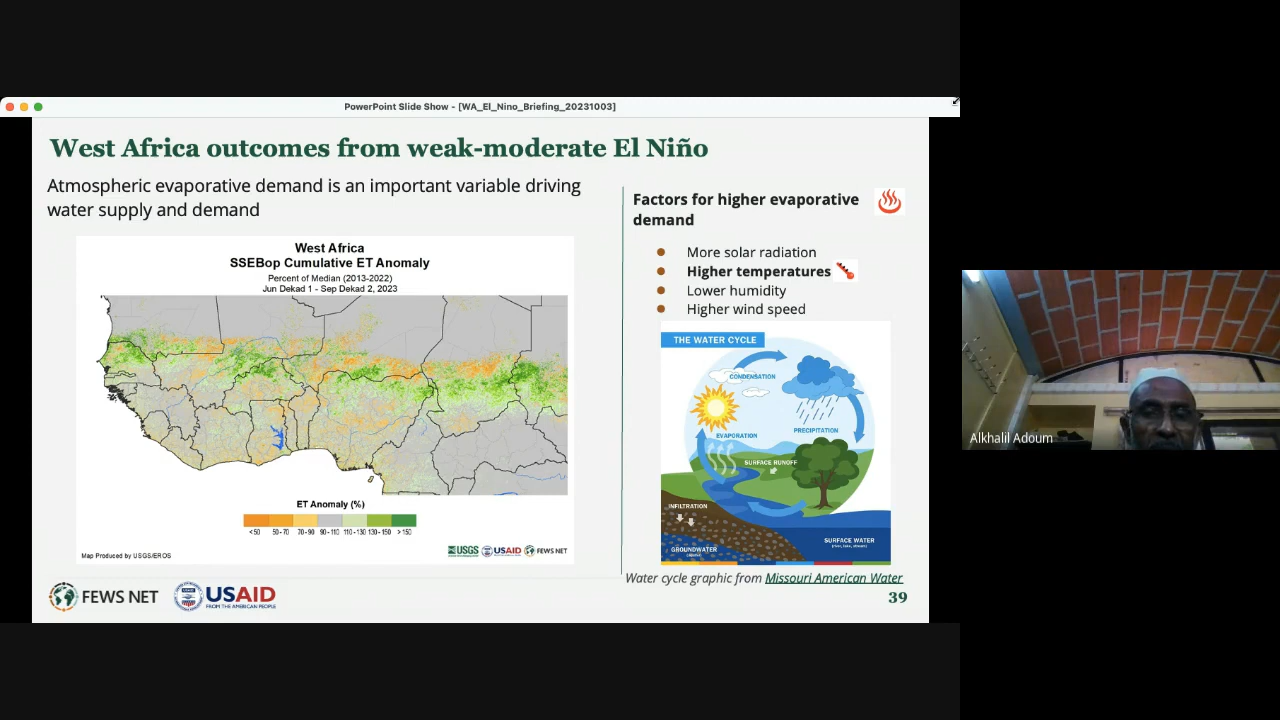 PowerPoint Slide Show - [WA_El_Nino_Briefing_20231003]
West Africa outcomes from weak-moderate El Niño
Atmospheric evaporative demand is an important variable driving
water supply and demand
West Africa
SSEBop Cumulative ET Anomaly
Percent of Median (2013-2022)
Jun Dekad 1 - Sep Dekad 2, 2023
ET Anomaly (%)
<50 50-70 70-90 90-110 110-130 130-150 >150
Map Produced by USGS/EROS
USGS USAID FEWS NET
Factors for higher evaporative
demand
More solar radiation
Higher temperatures
Lower humidity
Higher wind speed
THE WATER CYCLE
CONDENSATION
PRECIPITATION
EVAPORATION
SURFACE RUNOFF
INFILTRATION
SURFACE WATER
GROUNDWATER
Water cycle graphic from Missouri American Water
FEWS NET
USAID
FROM THE AMERICAN PEOPLE
39
Alkhalil Adoum